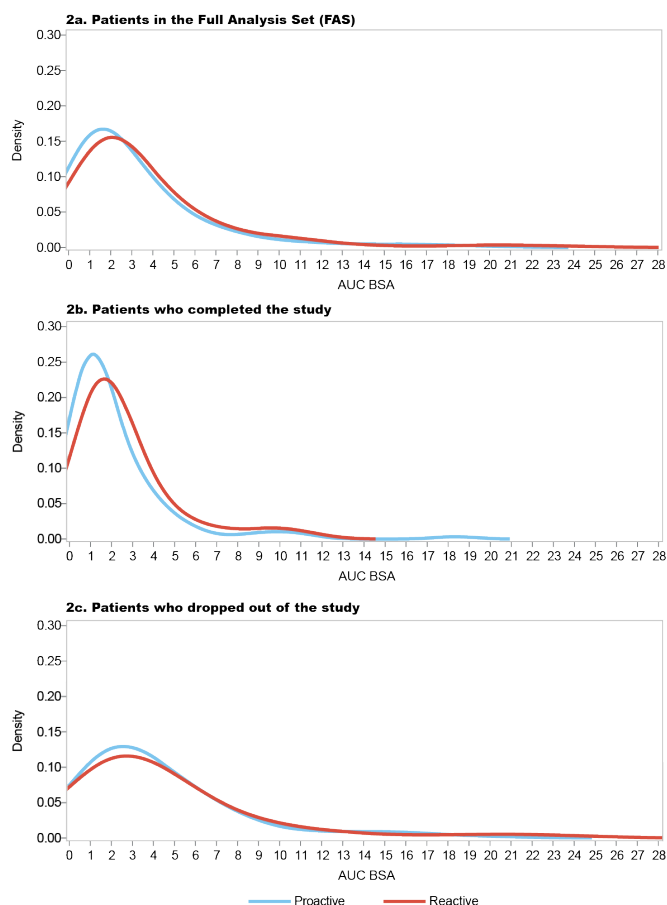 2a. Patients in the Full Analysis Set (FAS)
0.30
0.25
0.20
0.15
0.10
0.05
0.00
Density
0 1 2 3 4 5 6 7 8 9 10 11 12 13 14 15 16 17 18 19 20 21 22 23 24 25 26 27 28
AUC BSA
2b. Patients who completed the study
0.30
0.25
0.20
0.15
0.10
0.05
0.00
Density
0 1 2 3 4 5 6 7 8 9 10 11 12 13 14 15 16 17 18 19 20 21 22 23 24 25 26 27 28
AUC BSA
2c. Patients who dropped out of the study
0.30
0.25
0.20
0.15
0.10
0.05
0.00
Density
0 1 2 3 4 5 6 7 8 9 10 11 12 13 14 15 16 17 18 19 20 21 22 23 24 25 26 27 28
AUC BSA
Proactive Reactive